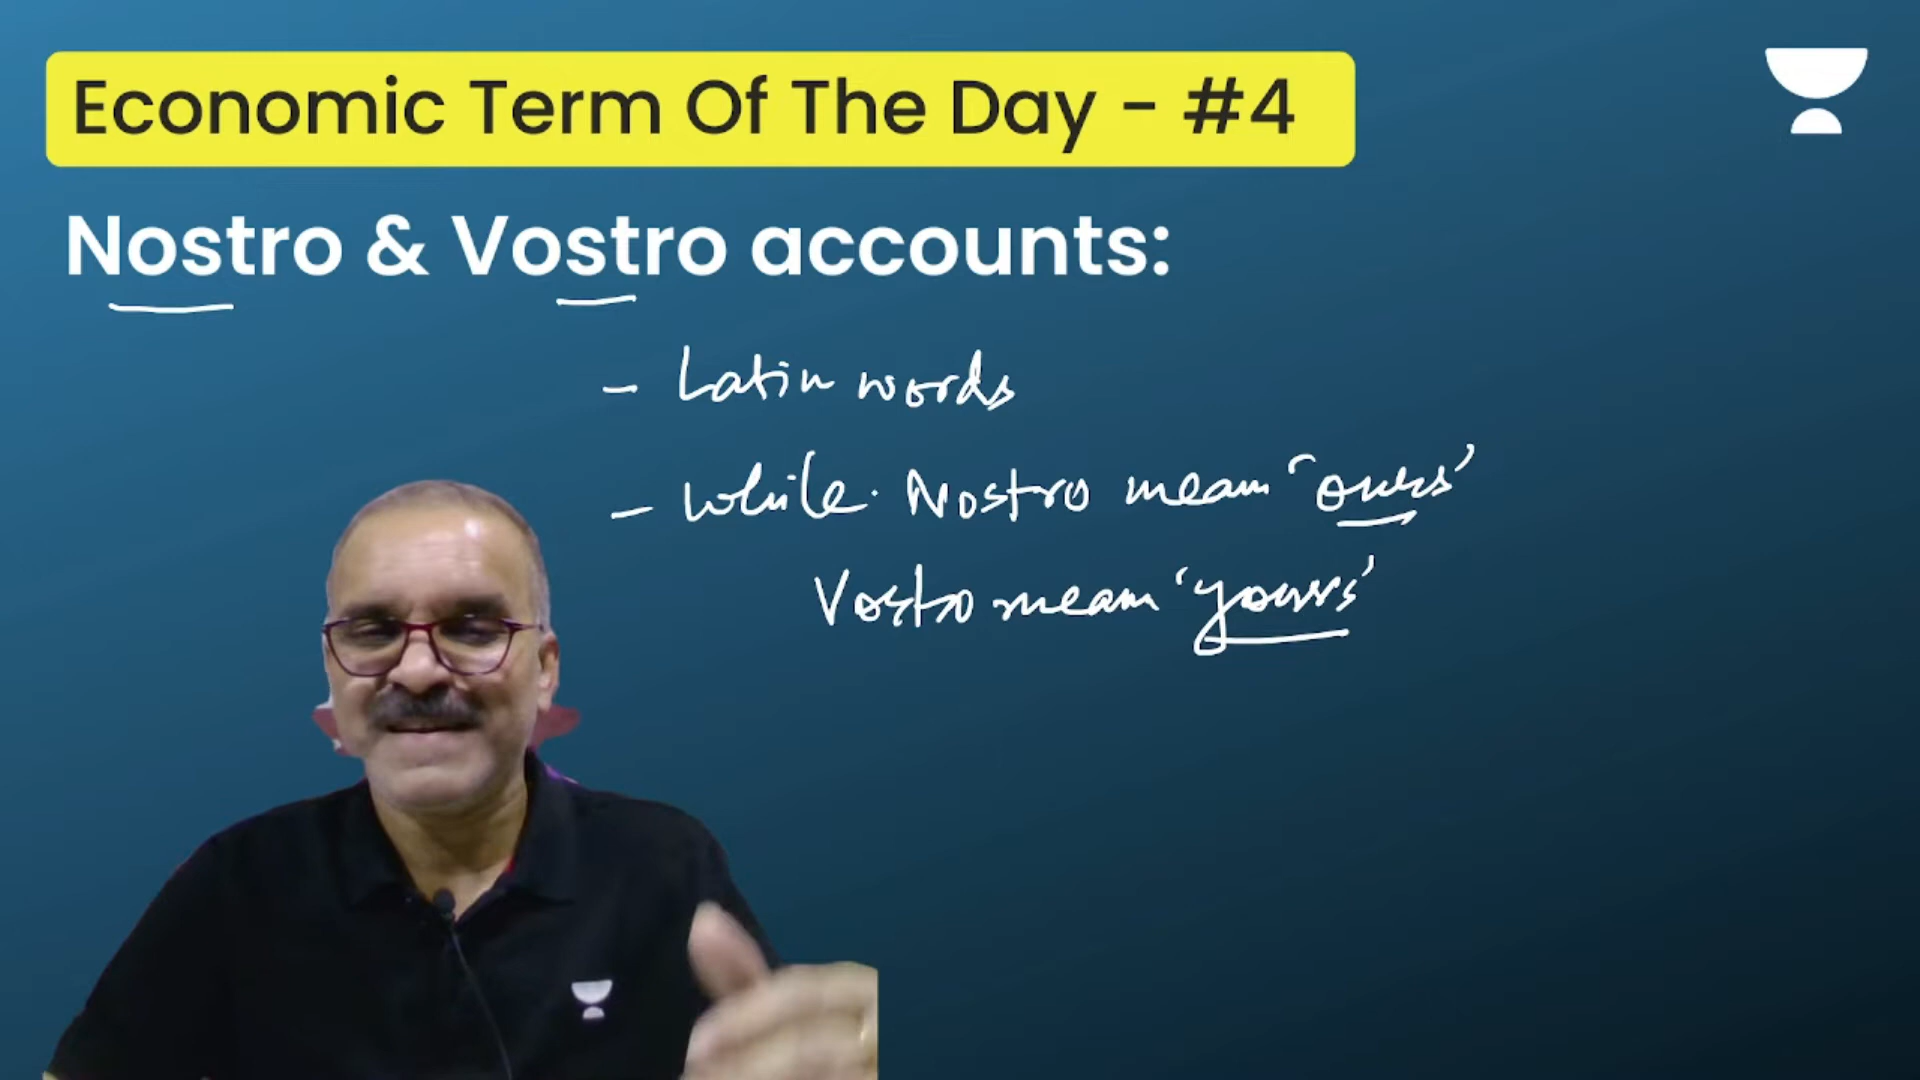 Economic Term Of The Day - #4
Nostro & Vostro accounts:
- Latin words
- while. Nostro mean 'ours'
Vostro mean 'yours'